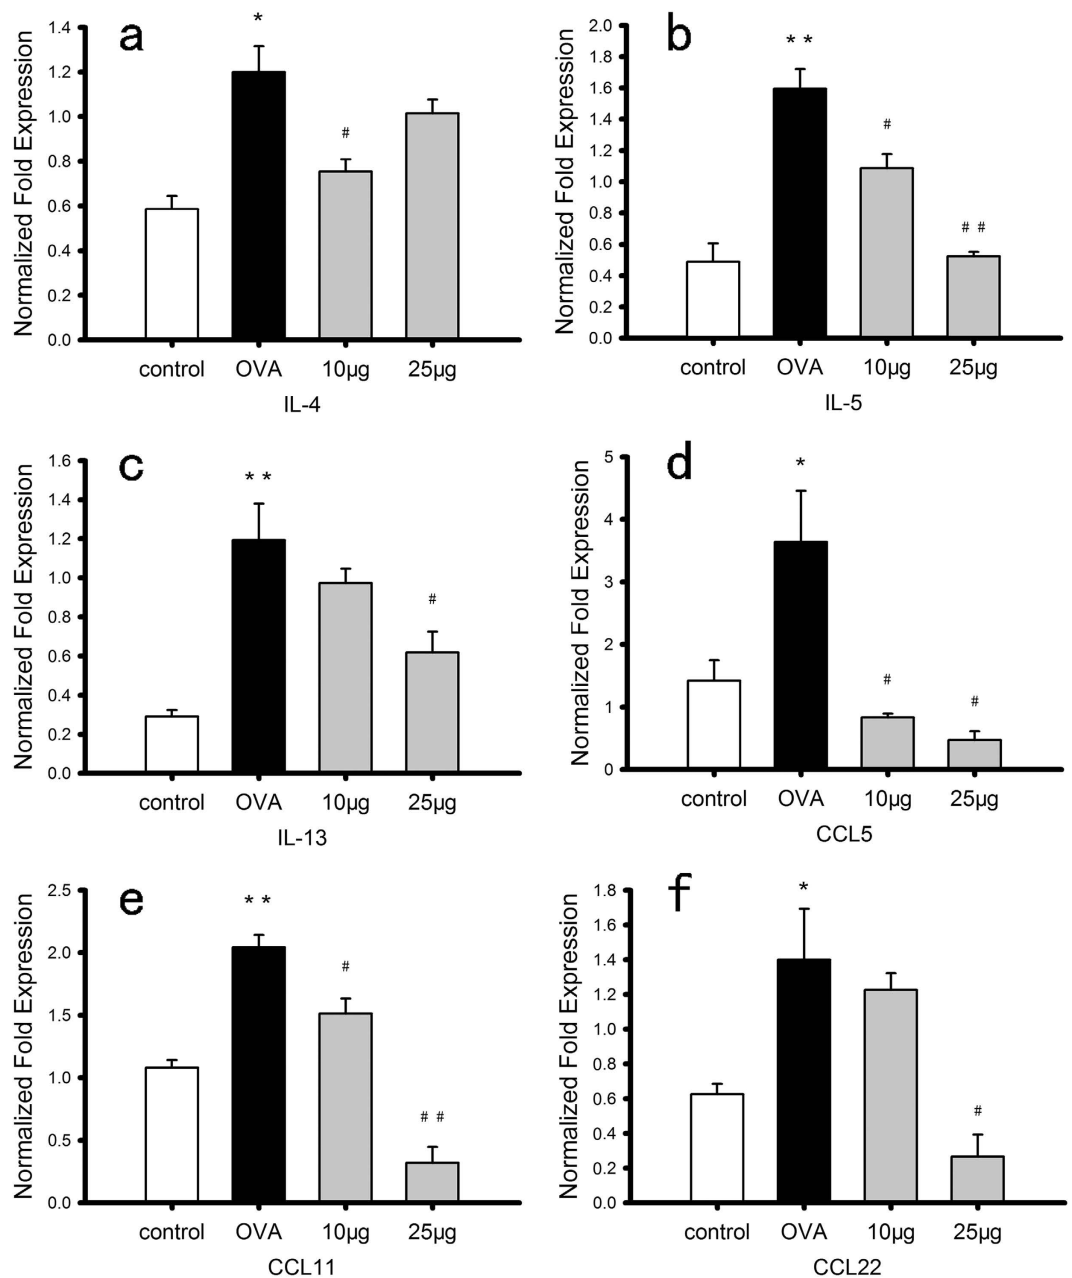 a
*
#
Normalized Fold Expression
1.4
1.2
1.0
0.8
0.6
0.4
0.2
0.0
control OVA 10µg 25µg
IL-4
b
* *
#
# #
Normalized Fold Expression
2.0
1.8
1.6
1.4
1.2
1.0
0.8
0.6
0.4
0.2
0.0
control OVA 10µg 25µg
IL-5
c
* *
#
Normalized Fold Expression
1.6
1.4
1.2
1.0
0.8
0.6
0.4
0.2
0.0
control OVA 10µg 25µg
IL-13
d
*
#
#
Normalized Fold Expression
5
4
3
2
1
0
control OVA 10µg 25µg
CCL5
e
* *
#
# #
Normalized Fold Expression
2.5
2.0
1.5
1.0
0.5
0.0
control OVA 10µg 25µg
CCL11
f
*
#
Normalized Fold Expression
1.8
1.6
1.4
1.2
1.0
0.8
0.6
0.4
0.2
0.0
control OVA 10µg 25µg
CCL22